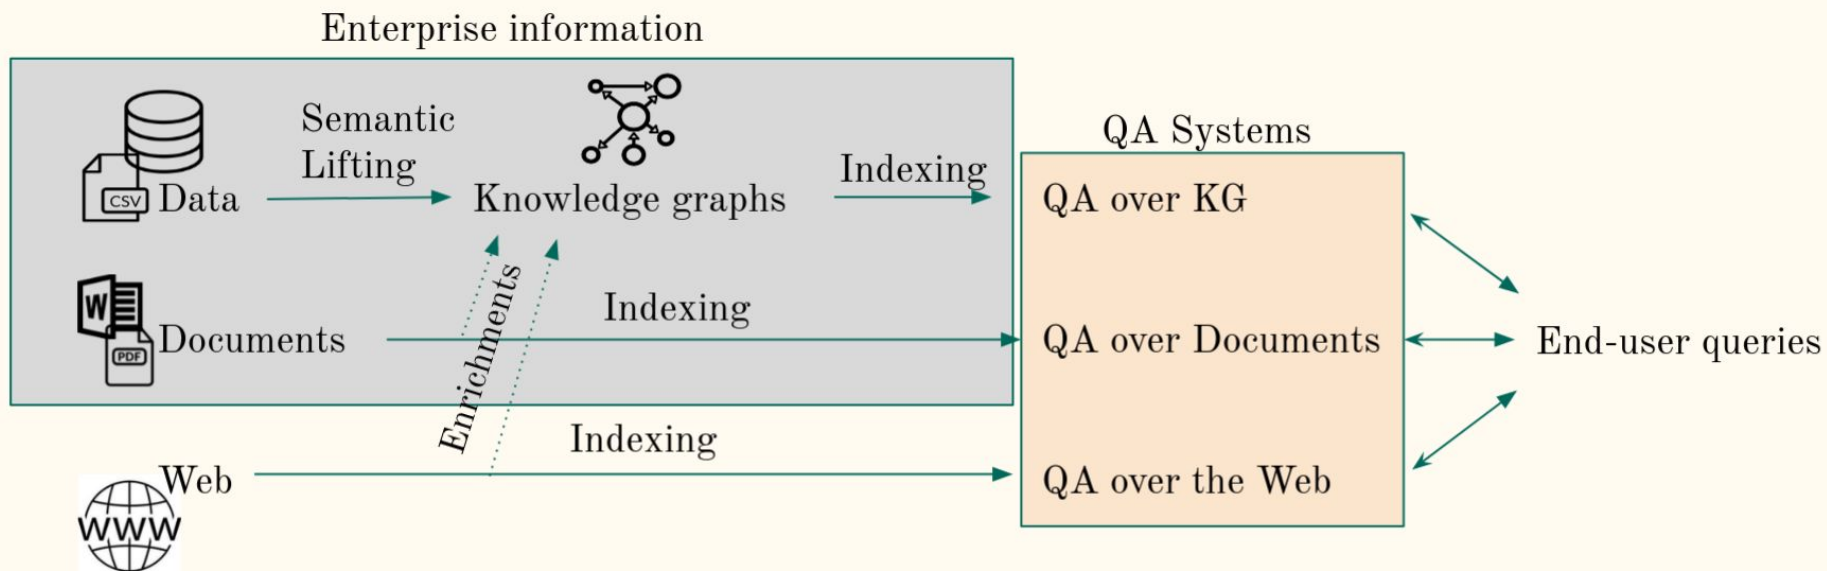 Enterprise information
Semantic
Lifting
CSV
Data
Knowledge graphs
Indexing
QA Systems
QA over KG
W
PDF
Documents
Enrichments
Indexing
QA over Documents
End-user queries
Indexing
Web
WWW
QA over the Web